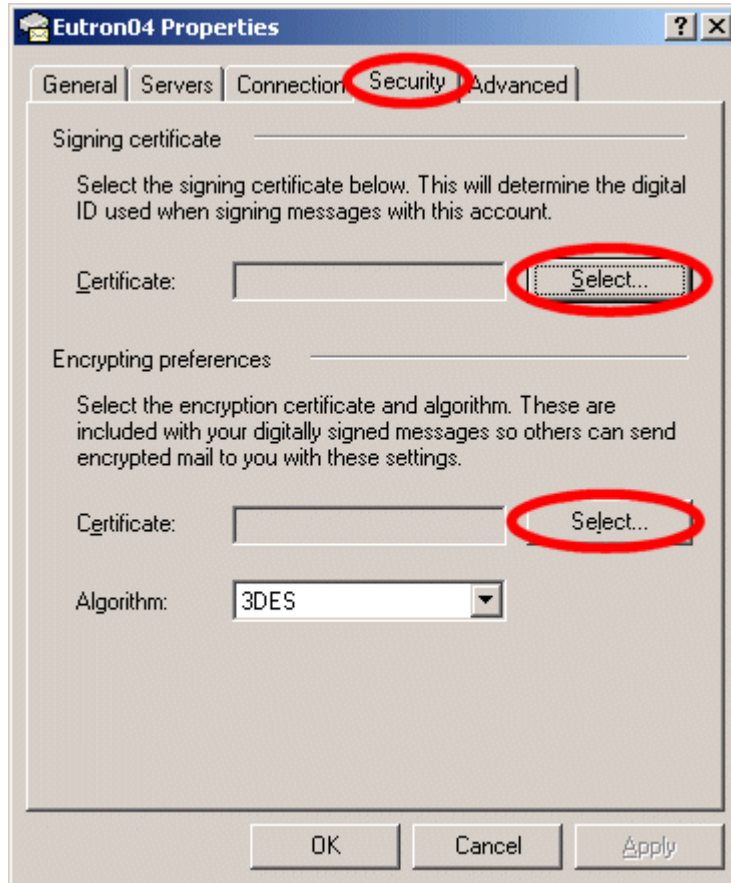 Eutron04 Properties
General Servers Connection Security Advanced
Signing certificate
Select the signing certificate below. This will determine the digital
ID used when signing messages with this account.
Certificate: Select...
Encrypting preferences
Select the encryption certificate and algorithm. These are
included with your digitally signed messages so others can send
encrypted mail to you with these settings.
Certificate: Select...
Algorithm: 3DES
OK Cancel Apply